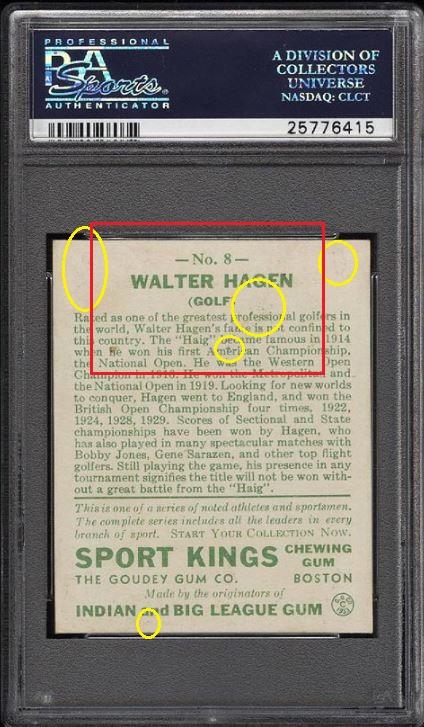 PROFESSIONAL
PSA
Sports
AUTHENTICATOR
A DIVISION OF
COLLECTORS
UNIVERSE
NASDAQ: CLCT
25776415
— No. 8 —
WALTER HAGEN
(GOLF)
Rated as one of the greatest professional golfers in
the world, Walter Hagen's fame is not confined to
this country. The "Haig" became famous in 1914
when he won his first American Championship,
the National Open. He was the Western Open
Champion in 1916. He won the Metropolitan and
the National Open in 1919. Looking for new worlds
to conquer, Hagen went to England, and won the
British Open Championship four times, 1922,
1924, 1928, 1929. Scores of Sectional and State
championships have been won by Hagen, who
has also played in many spectacular matches with
Bobby Jones, Gene Sarazen, and other top flight
golfers. Still playing the game, his presence in any
tournament signifies the title will not be won with-
out a great battle from the "Haig".
This is one of a series of noted athletes and sportsmen.
The complete series includes all the leaders in every
branch of sport. START YOUR COLLECTION NOW.
SPORT KINGS CHEWING
GUM
THE GOUDEY GUM CO. BOSTON
Made by the originators of
INDIAN and BIG LEAGUE GUM